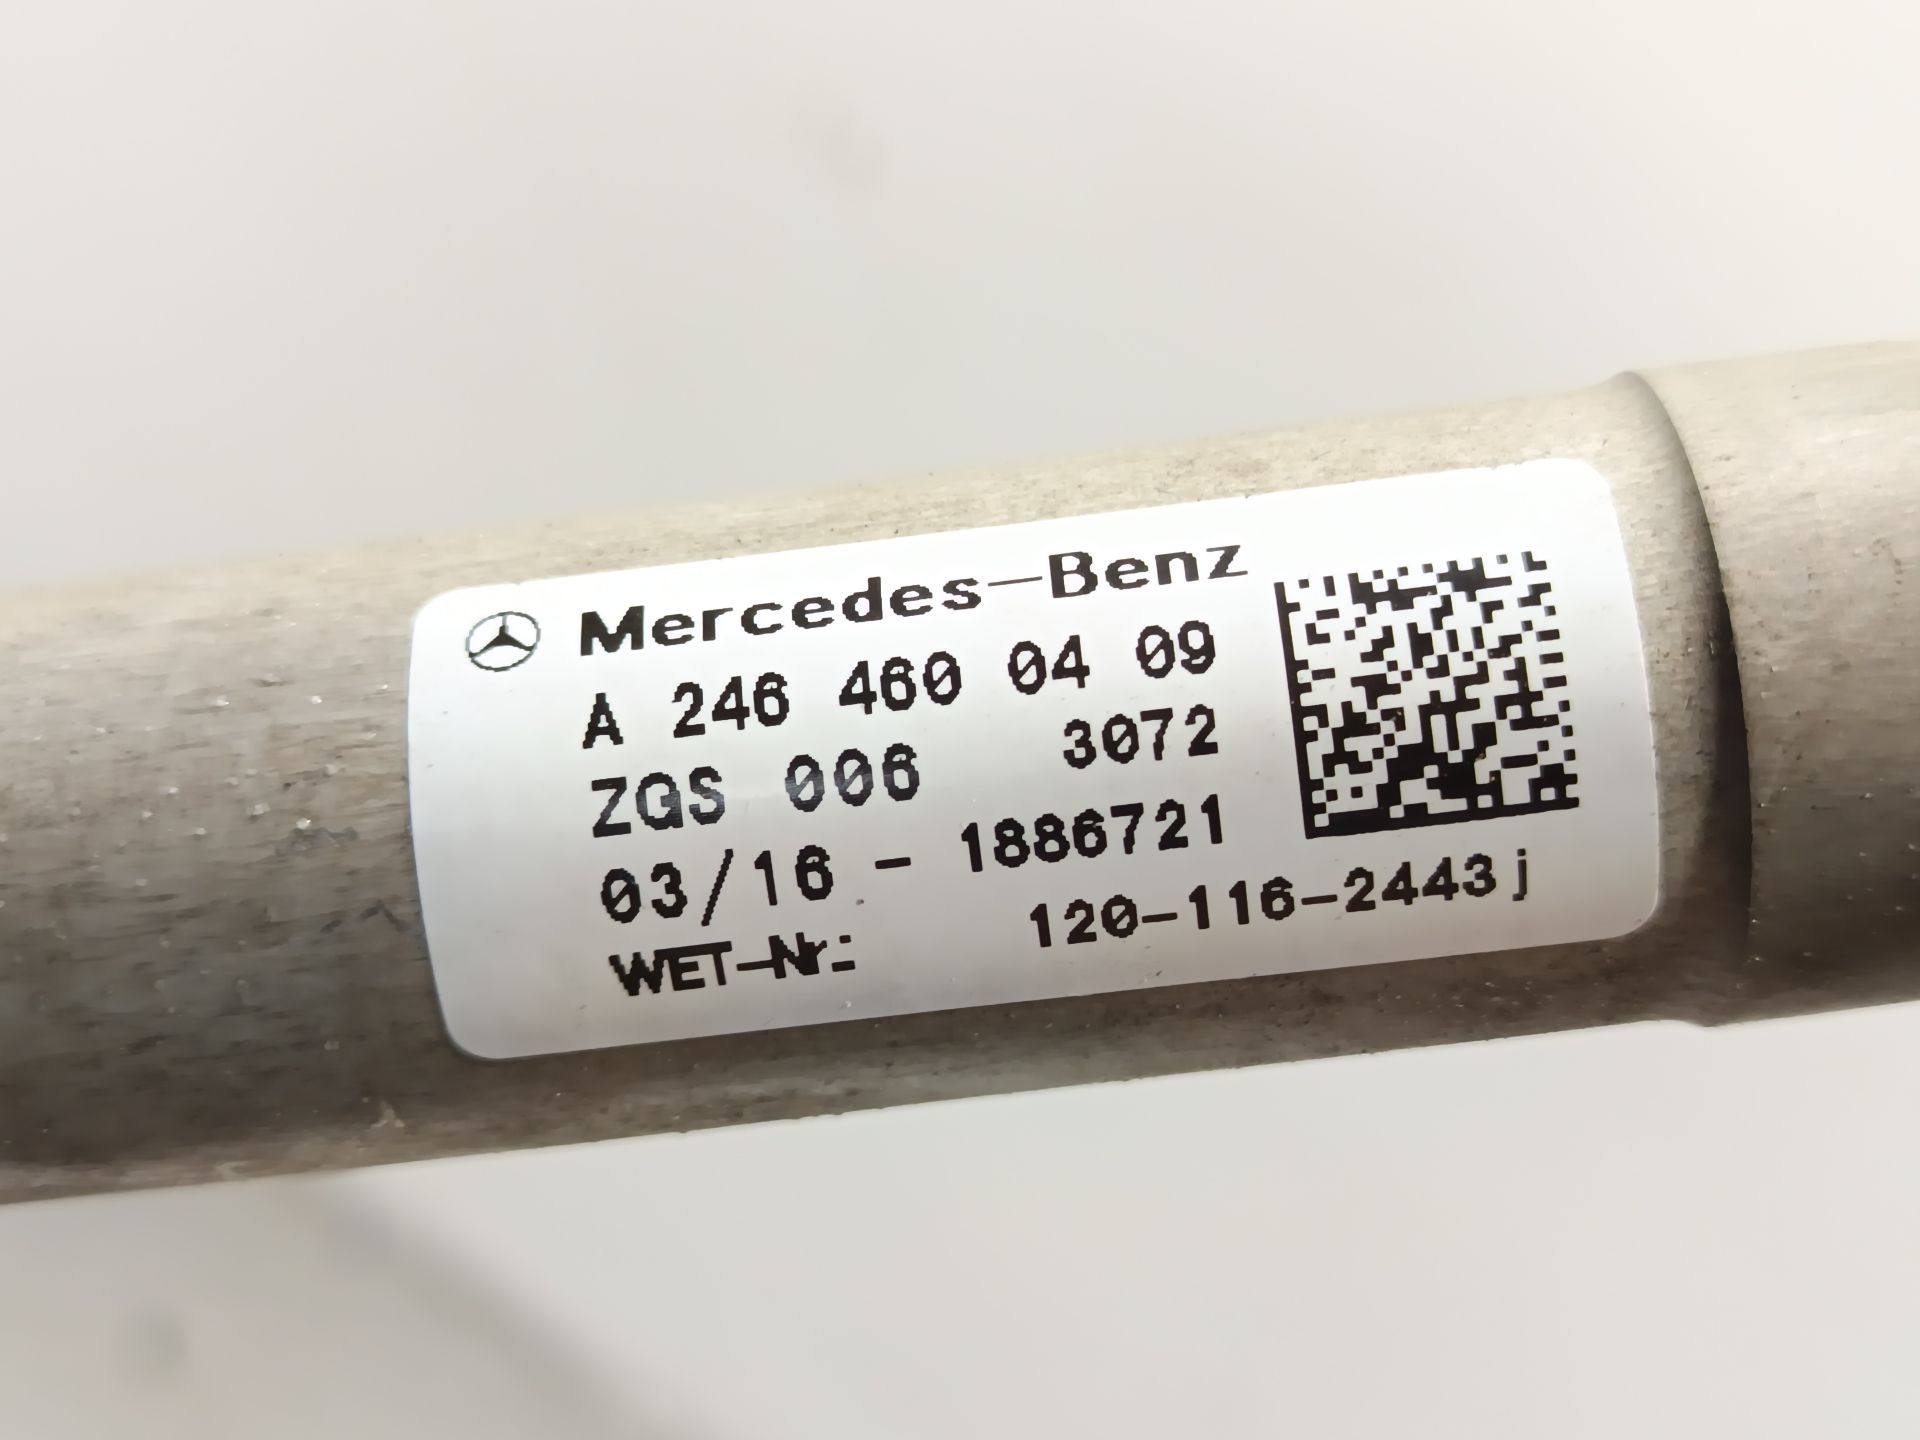 Mercedes-Benz
A 246 460 04 09
ZGS 006 3072
03/16 - 1886721
WET-Nr.: 120-116-2443j